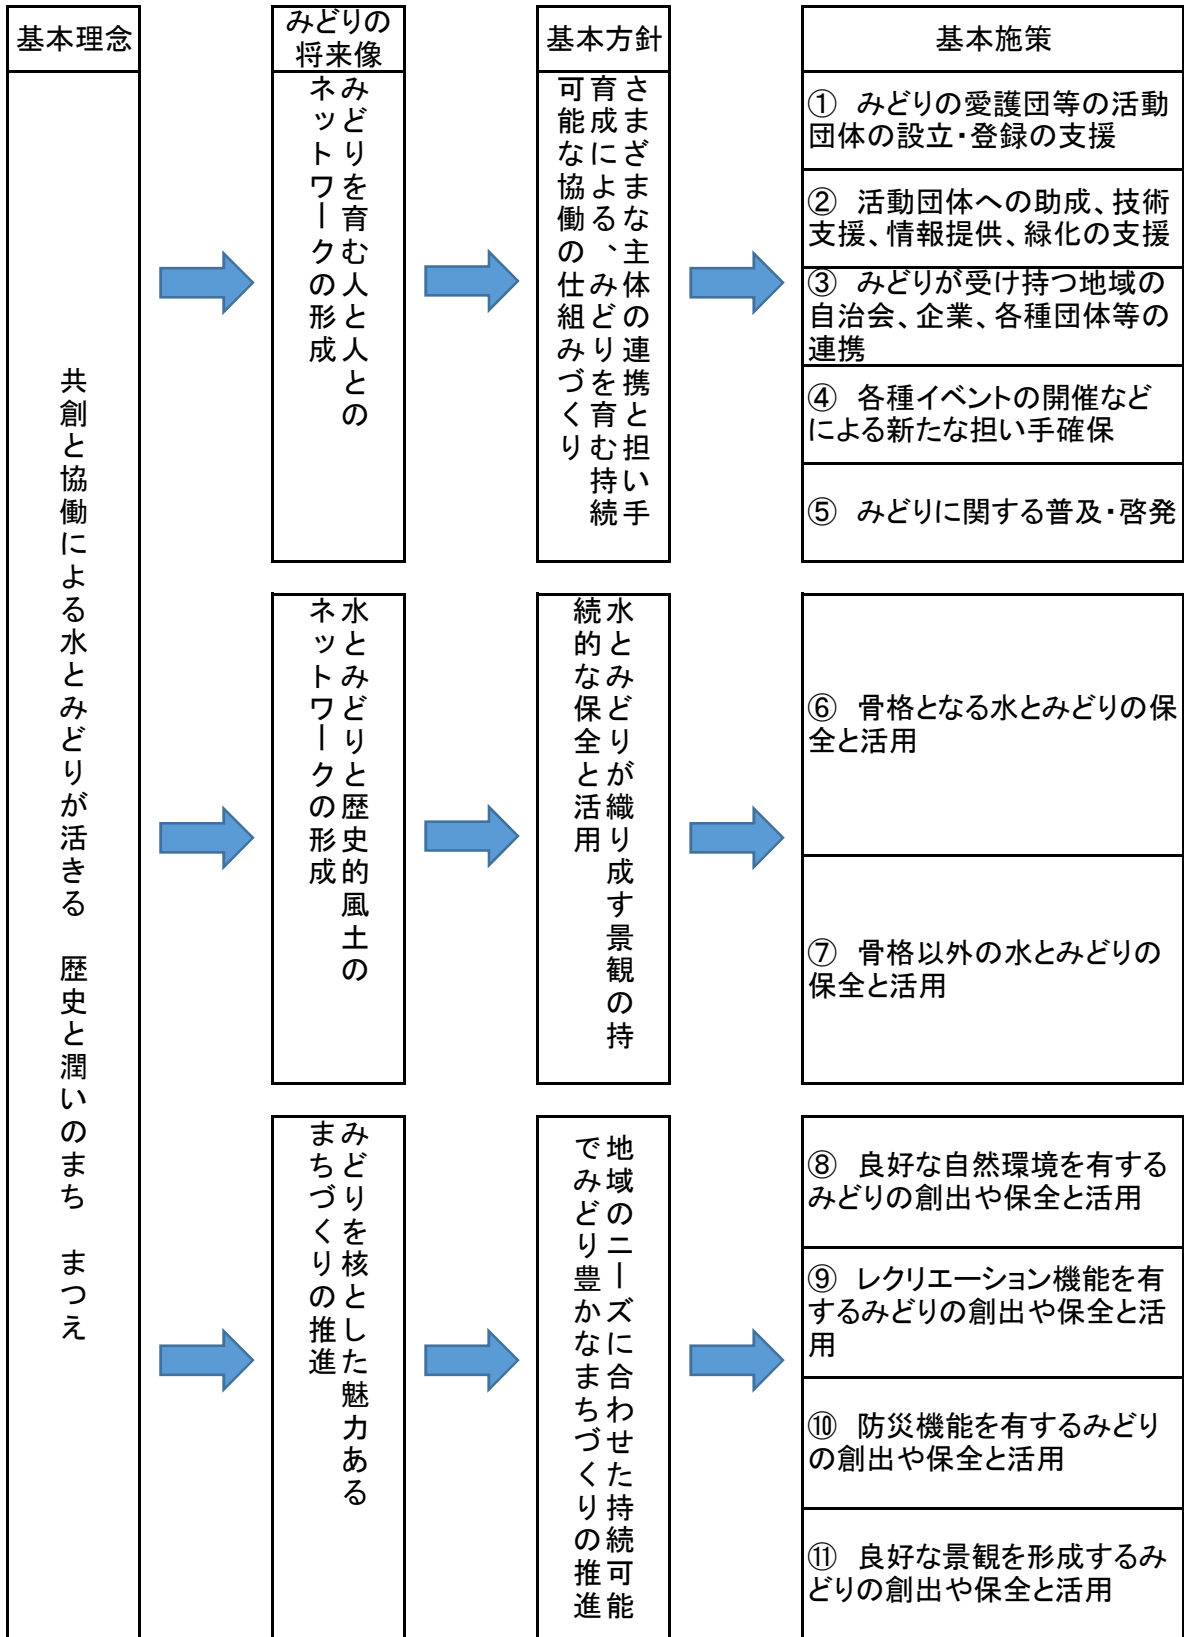 基本理念
みどりの
将来像
基本方針
基本施策
共創と協働による水とみどりが活きる　歴史と潤いのまち　まつえ
みどりを育む人と人との
ネットワークの形成
さまざまな主体の連携と担い手
育成による、みどりを育む持続
可能な協働の仕組みづくり
① みどりの愛護団等の活動
団体の設立・登録の支援
② 活動団体への助成、技術
支援、情報提供、緑化の支援
③ みどりが受け持つ地域の
自治会、企業、各種団体等の
連携
④ 各種イベントの開催など
による新たな担い手確保
⑤ みどりに関する普及・啓発
水とみどりと歴史的風土の
ネットワークの形成
水とみどりが織り成す景観の持
続的な保全と活用
⑥ 骨格となる水とみどりの保
全と活用
⑦ 骨格以外の水とみどりの
保全と活用
みどりを核とした魅力ある
まちづくりの推進
地域のニーズに合わせた持続可能
でみどり豊かなまちづくりの推進
⑧ 良好な自然環境を有する
みどりの創出や保全と活用
⑨ レクリエーション機能を有
するみどりの創出や保全と活
用
⑩ 防災機能を有するみどり
の創出や保全と活用
⑪ 良好な景観を形成するみ
どりの創出や保全と活用